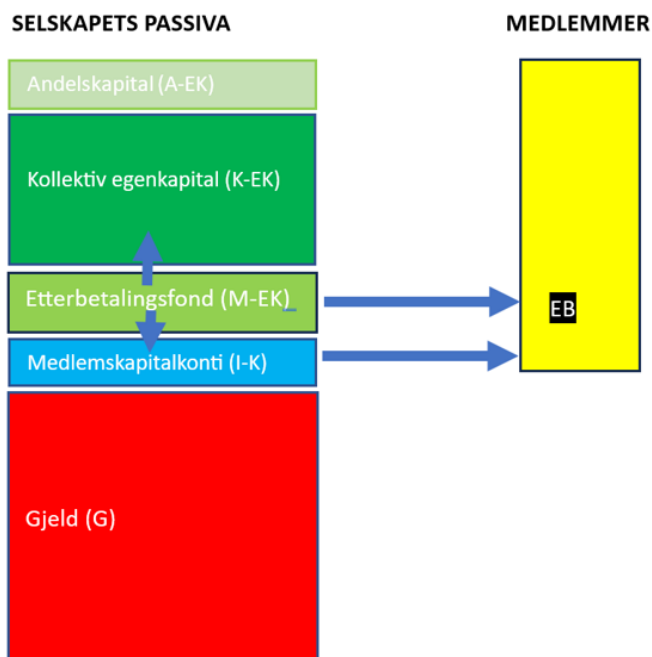 SELSKAPETS PASSIVA
MEDLEMMER
Andelskapital (A-EK)
Kollektiv egenkapital (K-EK)
Etterbetalingsfond (M-EK)
EB
Medlemskapitalkonti (I-K)
Gjeld (G)